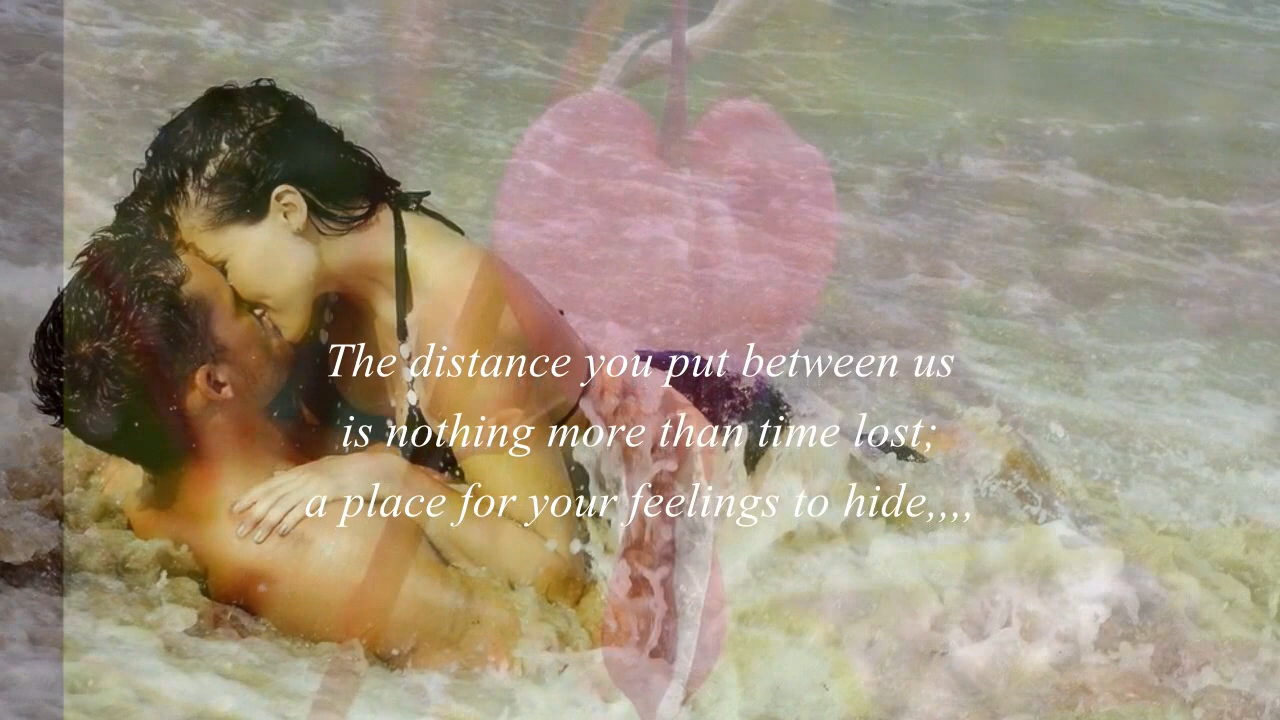 The distance you put between us
is nothing more than time lost;
a place for your feelings to hide,,,,